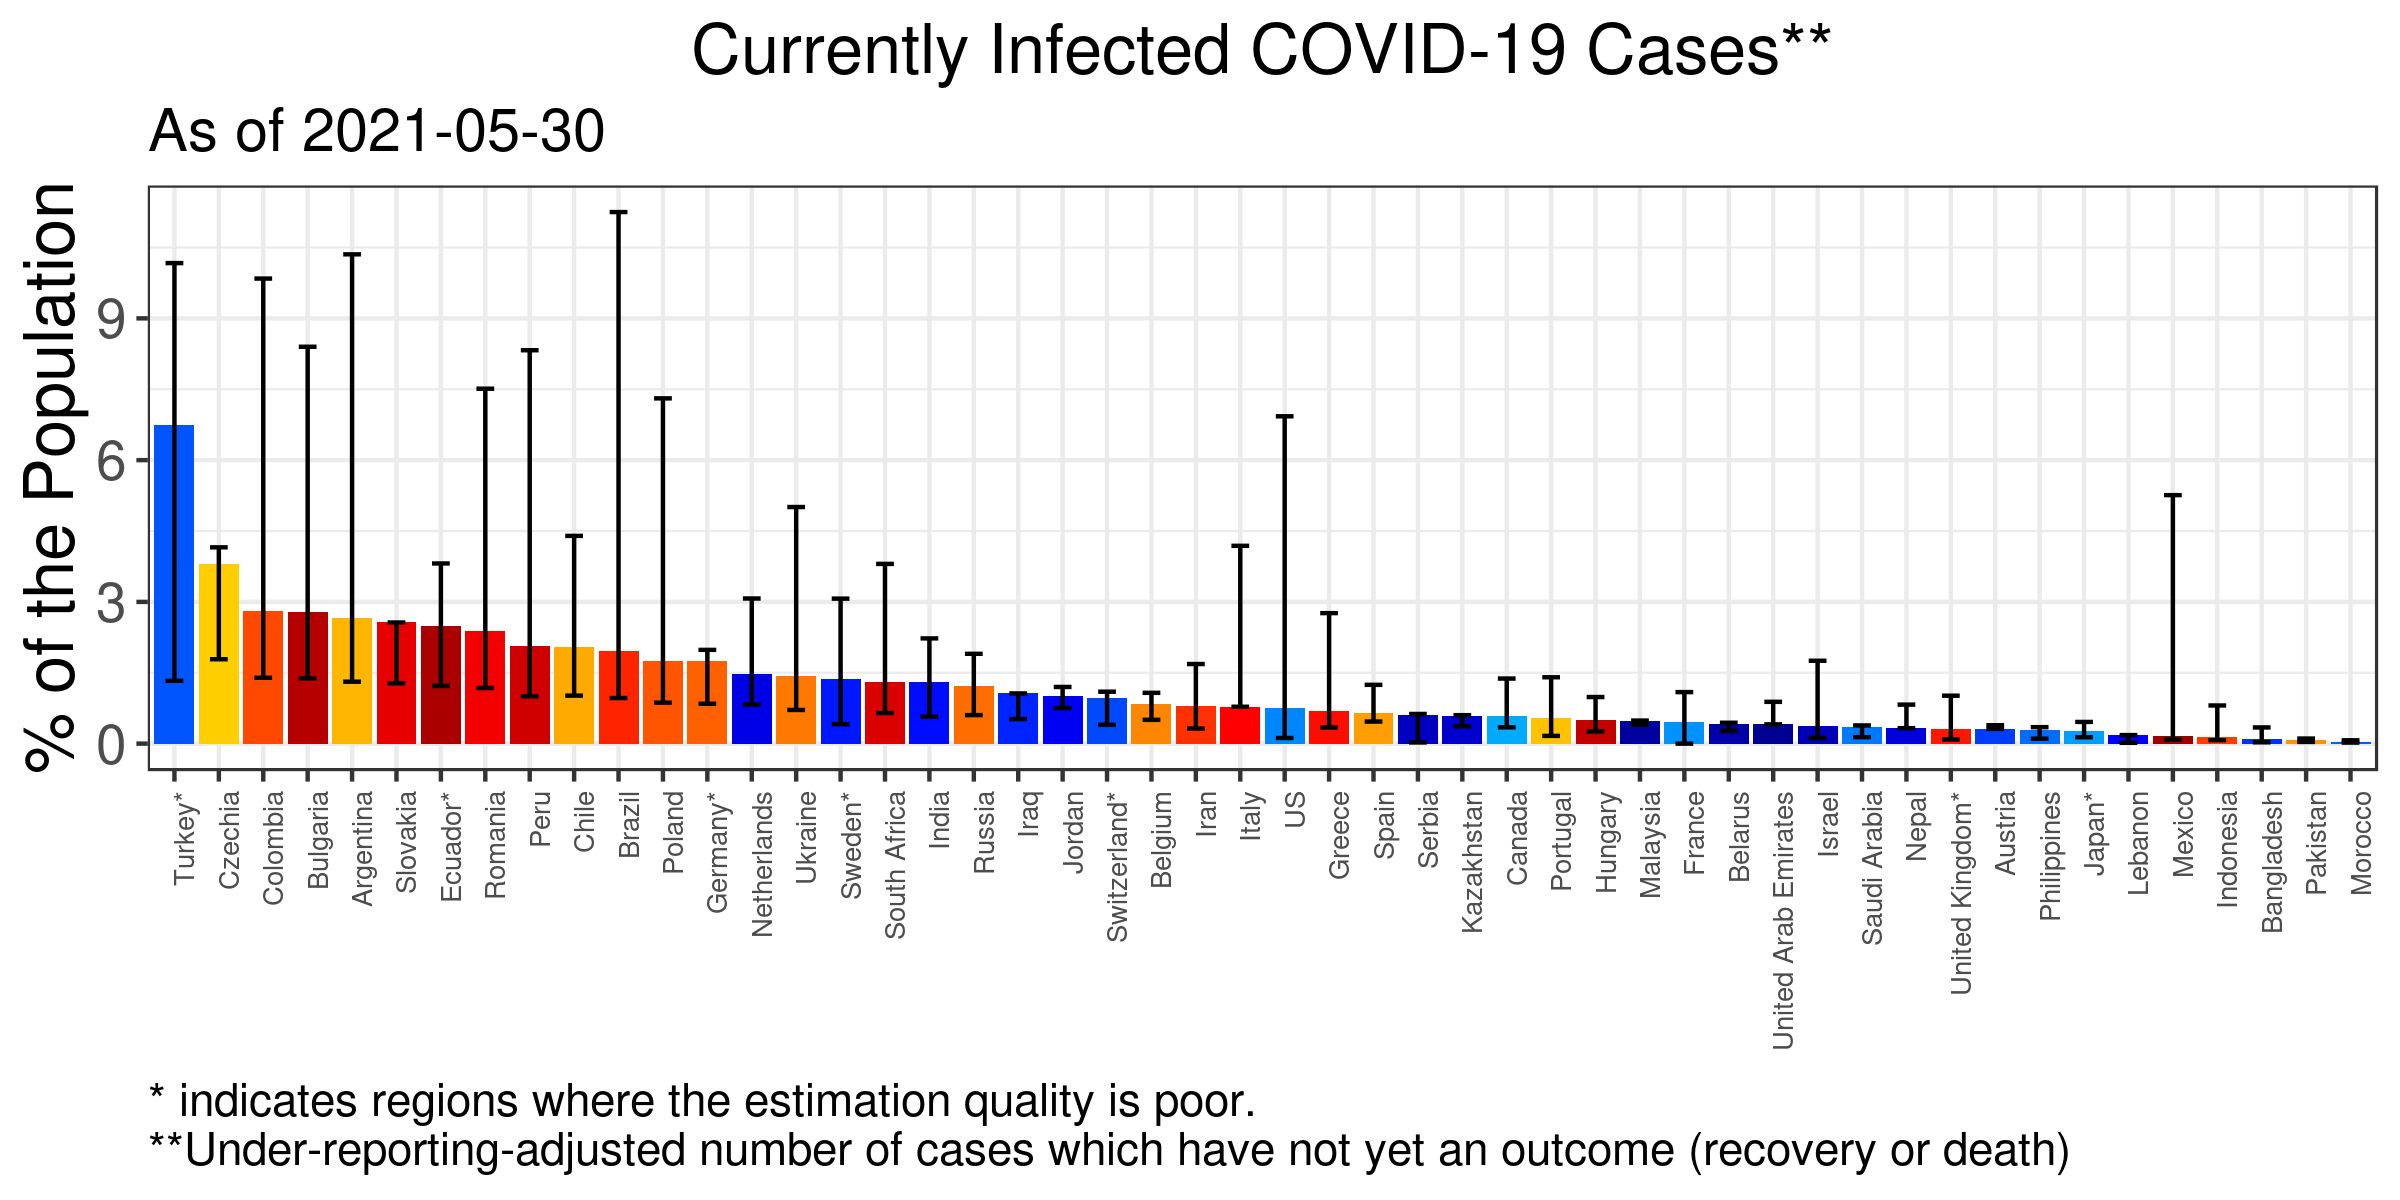 Currently Infected COVID-19 Cases**
As of 2021-05-30
% of the Population
9
6
3
0
Turkey*
Czechia
Colombia
Bulgaria
Argentina
Slovakia
Ecuador*
Romania
Peru
Chile
Brazil
Poland
Germany*
Netherlands
Ukraine
Sweden*
South Africa
India
Russia
Iraq
Jordan
Switzerland*
Belgium
Iran
Italy
US
Greece
Spain
Serbia
Kazakhstan
Canada
Portugal
Hungary
Malaysia
France
Belarus
United Arab Emirates
Israel
Saudi Arabia
Nepal
United Kingdom*
Austria
Philippines
Japan*
Lebanon
Mexico
Indonesia
Bangladesh
Pakistan
Morocco
* indicates regions where the estimation quality is poor.
**Under-reporting-adjusted number of cases which have not yet an outcome (recovery or death)